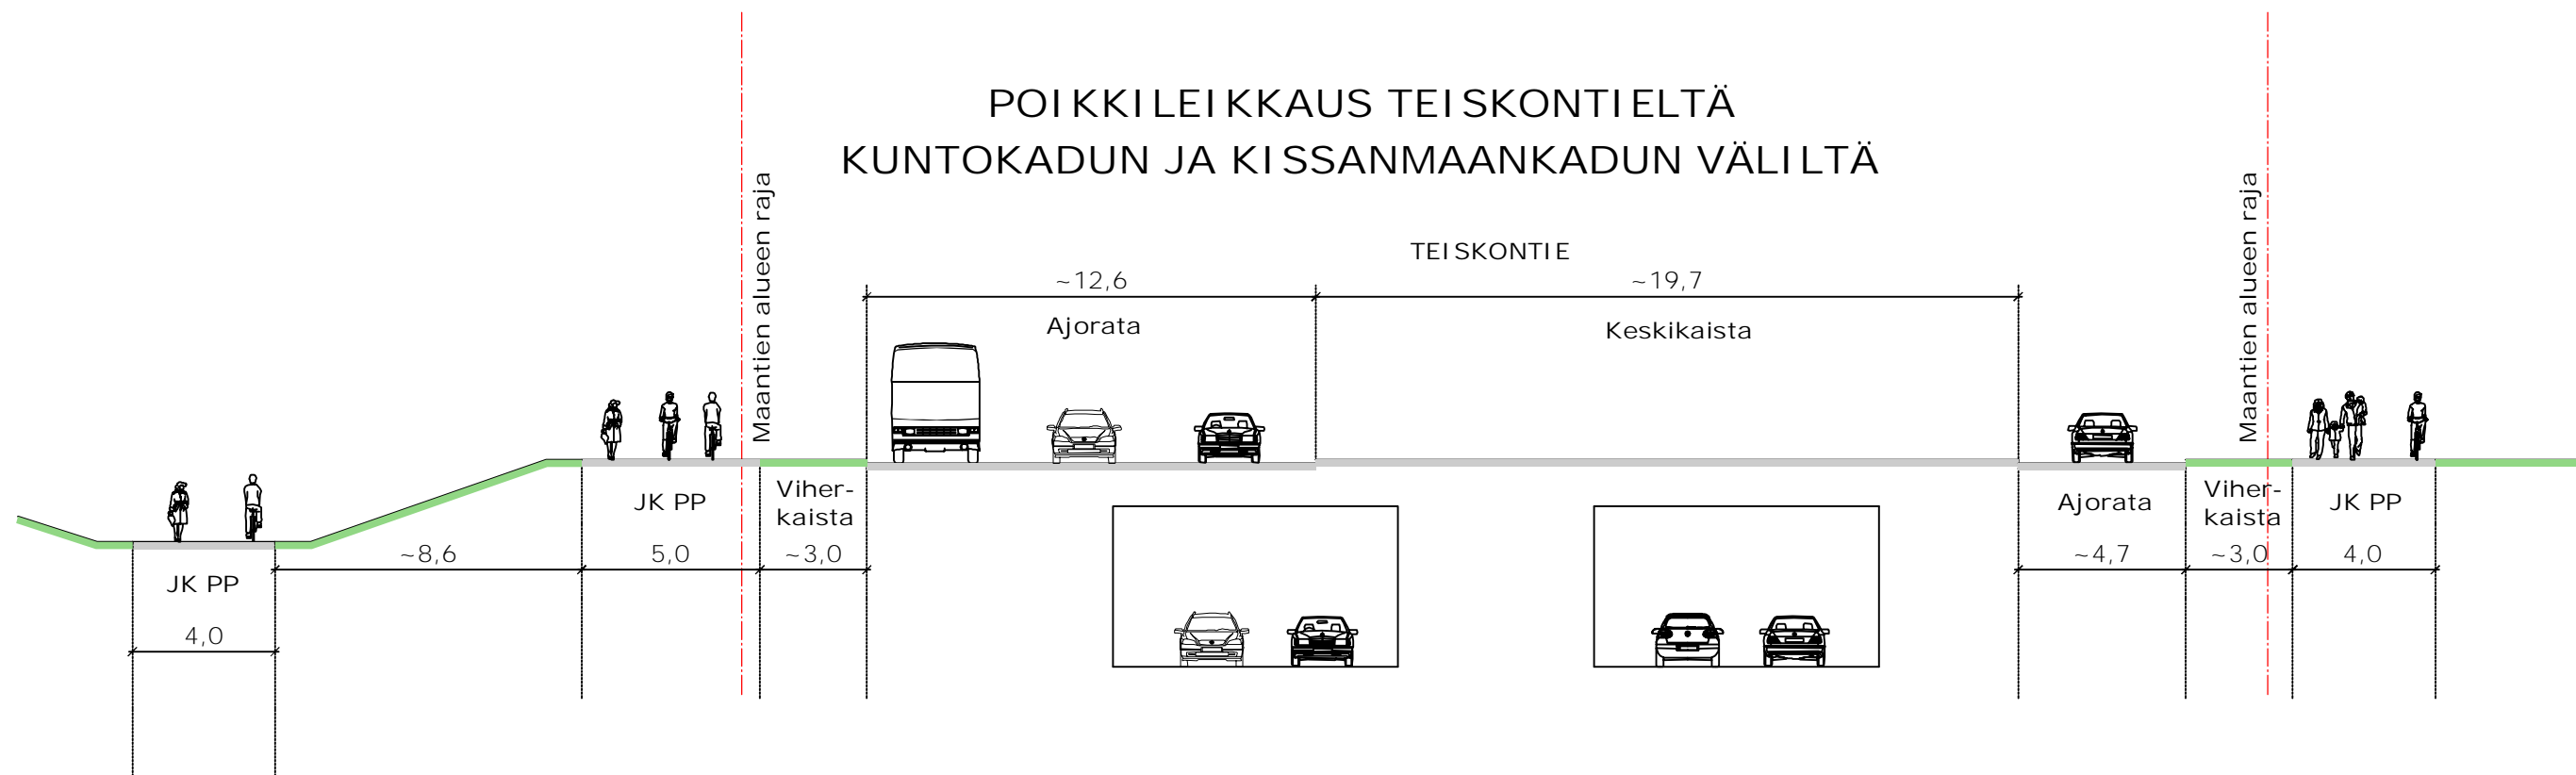 POIKKILEIKKAUS TEISKONTIELTÄ
KUNTOKADUN JA KISSANMAANKADUN VÄLILTÄ
Maantien alueen raja
Maantien alueen raja
TEISKONTIE
~12,6
~19,7
Ajorata
Keskikaista
JK PP
Viher-
kaista
Ajorata
Viher-
kaista
JK PP
~8,6
5,0
~3,0
~4,7
~3,0
4,0
JK PP
4,0